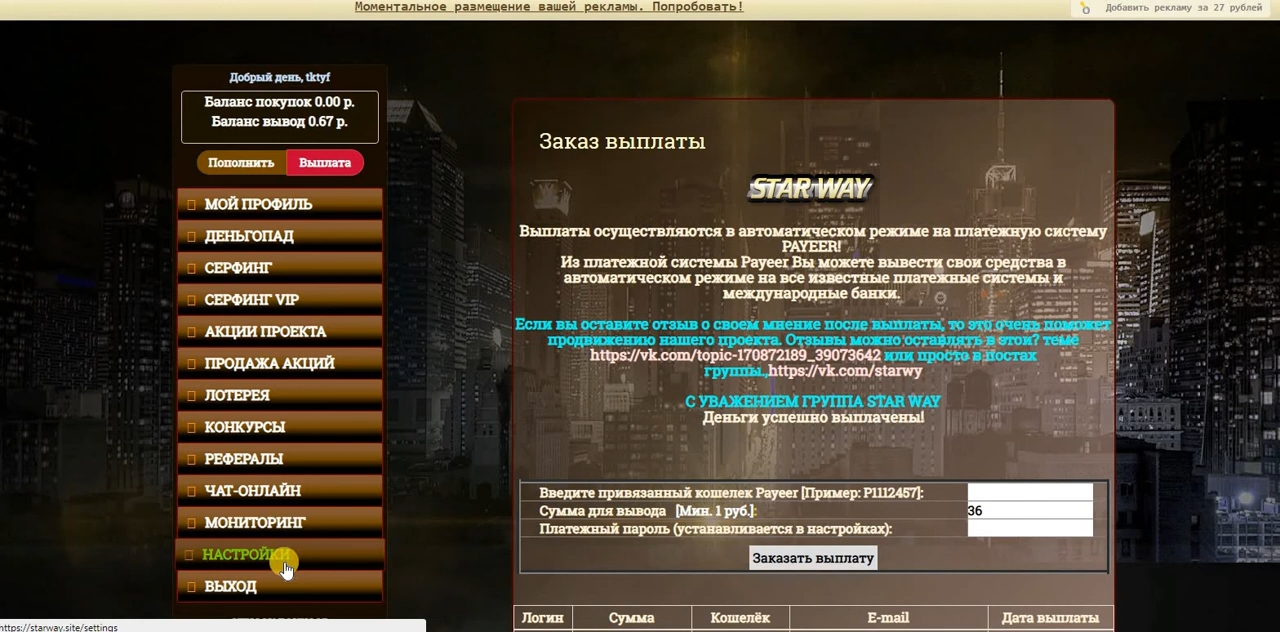 Моментальное размещение вашей рекламы. Попробовать!
Добавить рекламу за 27 рублей
Добрый день, tktyf
Баланс покупок 0.00 р.
Баланс вывод 0.67 р.
Пополнить
Выплата
МОЙ ПРОФИЛЬ
ДЕНЬГОПАД
СЕРФИНГ
СЕРФИНГ VIP
АКЦИИ ПРОЕКТА
ПРОДАЖА АКЦИЙ
ЛОТЕРЕЯ
КОНКУРСЫ
РЕФЕРАЛЫ
ЧАТ-ОНЛАЙН
МОНИТОРИНГ
НАСТРОЙКИ
ВЫХОД
Заказ выплаты
STAR WAY
Выплаты осуществляются в автоматическом режиме на платежную систему
PAYEER!
Из платежной системы Payeer Вы можете вывести свои средства в
автоматическом режиме на все известные платежные системы и
международные банки.
Если вы оставите отзыв о своем мнение после выплаты, то это очень поможет
продвижению нашего проекта. Отзывы можно оставлять в этой? теме
https://vk.com/topic-170872189_39073642 или просто в постах
группы.,https://vk.com/starwy
С УВАЖЕНИЕМ ГРУППА STAR WAY
Деньги успешно выплачены!
Введите привязанный кошелек Payeer [Пример: P1112457]:
Сумма для вывода [Мин. 1 руб.]: 36
Платежный пароль (устанавливается в настройках):
Заказать выплату
Логин Сумма Кошелёк E-mail Дата выплаты
https://starway.site/settings